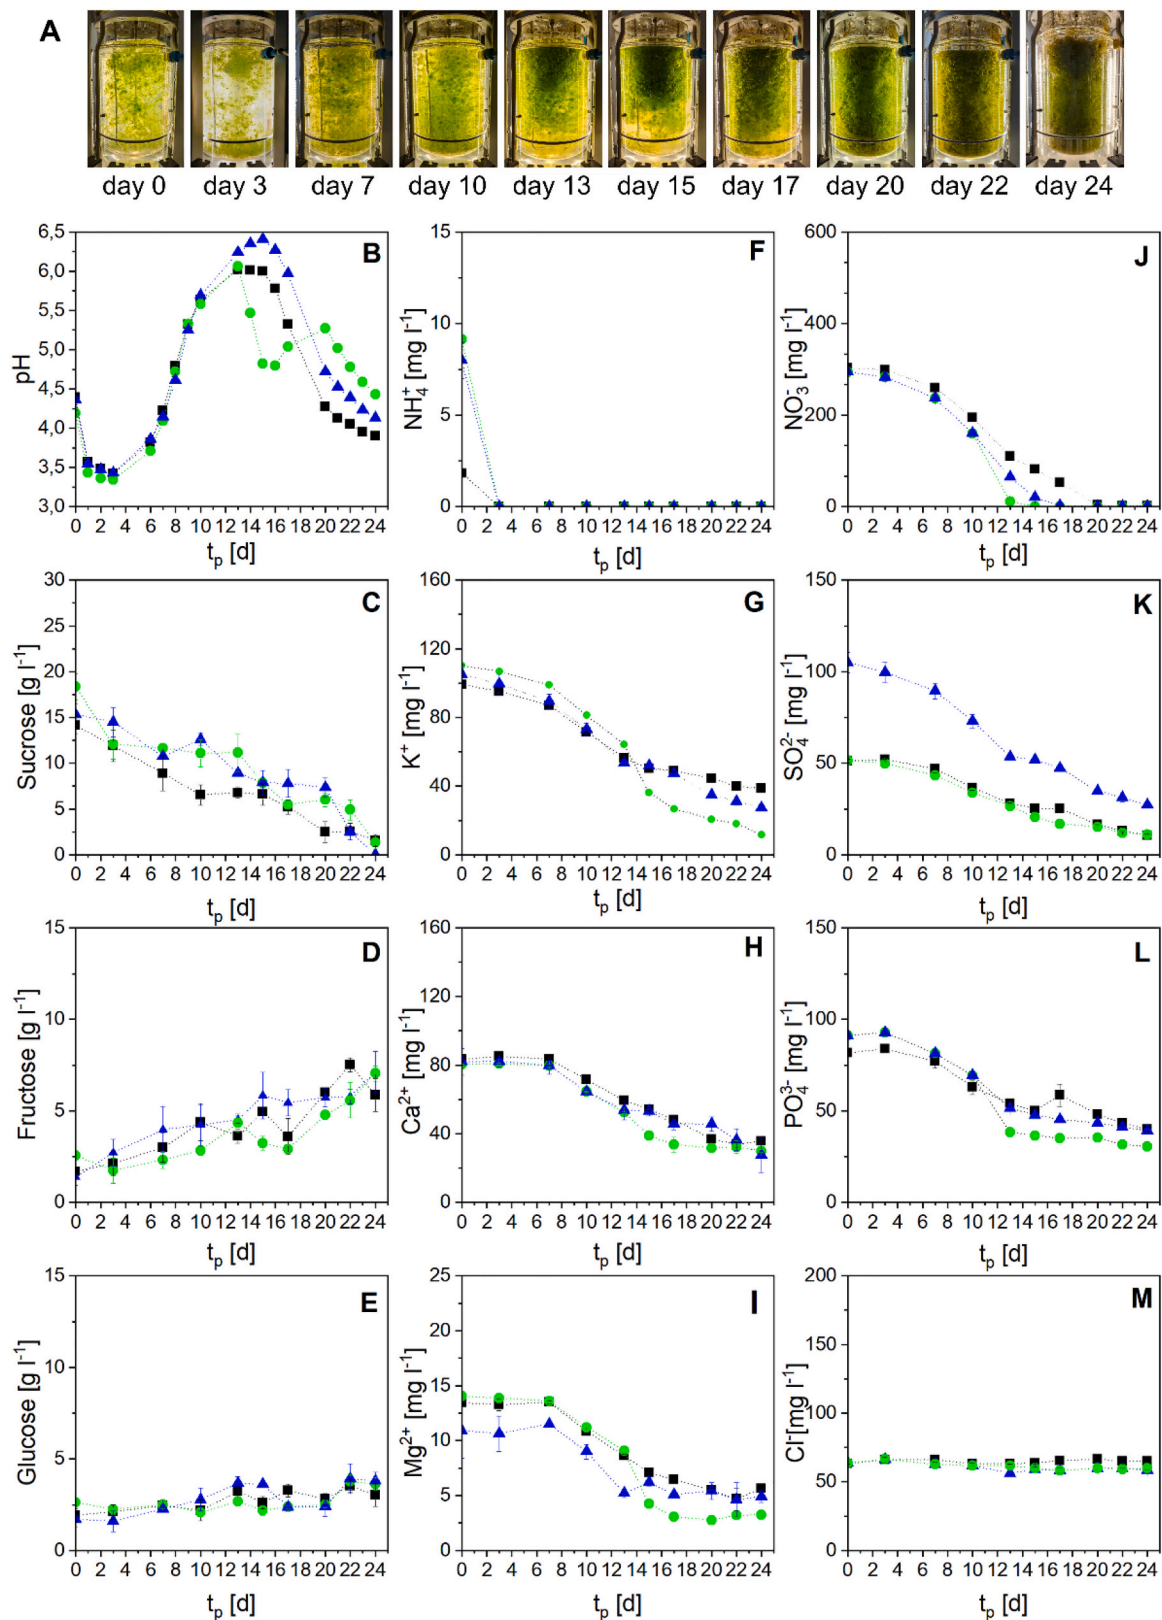 A
day 0 day 3 day 7 day 10 day 13 day 15 day 17 day 20 day 22 day 24
B
pH
6,5
6,0
5,5
5,0
4,5
4,0
3,5
3,0
0 2 4 6 8 10 12 14 16 18 20 22 24
t_p [d]
F
NH₄⁺ [mg l⁻¹]
15
10
5
0
0 2 4 6 8 10 12 14 16 18 20 22 24
t_p [d]
J
NO₃⁻ [mg l⁻¹]
600
400
200
0
0 2 4 6 8 10 12 14 16 18 20 22 24
t_p [d]
C
Sucrose [g l⁻¹]
30
25
20
15
10
5
0
0 2 4 6 8 10 12 14 16 18 20 22 24
t_p [d]
G
K⁺ [mg l⁻¹]
160
120
80
40
0
0 2 4 6 8 10 12 14 16 18 20 22 24
t_p [d]
K
SO₄²⁻ [mg l⁻¹]
150
100
50
0
0 2 4 6 8 10 12 14 16 18 20 22 24
t_p [d]
D
Fructose [g l⁻¹]
15
10
5
0
0 2 4 6 8 10 12 14 16 18 20 22 24
t_p [d]
H
Ca²⁺ [mg l⁻¹]
160
120
80
40
0
0 2 4 6 8 10 12 14 16 18 20 22 24
t_p [d]
L
PO₄³⁻ [mg l⁻¹]
150
100
50
0
0 2 4 6 8 10 12 14 16 18 20 22 24
t_p [d]
E
Glucose [g l⁻¹]
15
10
5
0
0 2 4 6 8 10 12 14 16 18 20 22 24
t_p [d]
I
Mg²⁺ [mg l⁻¹]
25
20
15
10
5
0
0 2 4 6 8 10 12 14 16 18 20 22 24
t_p [d]
M
Cl⁻[mg l⁻¹]
200
150
100
50
0
0 2 4 6 8 10 12 14 16 18 20 22 24
t_p [d]